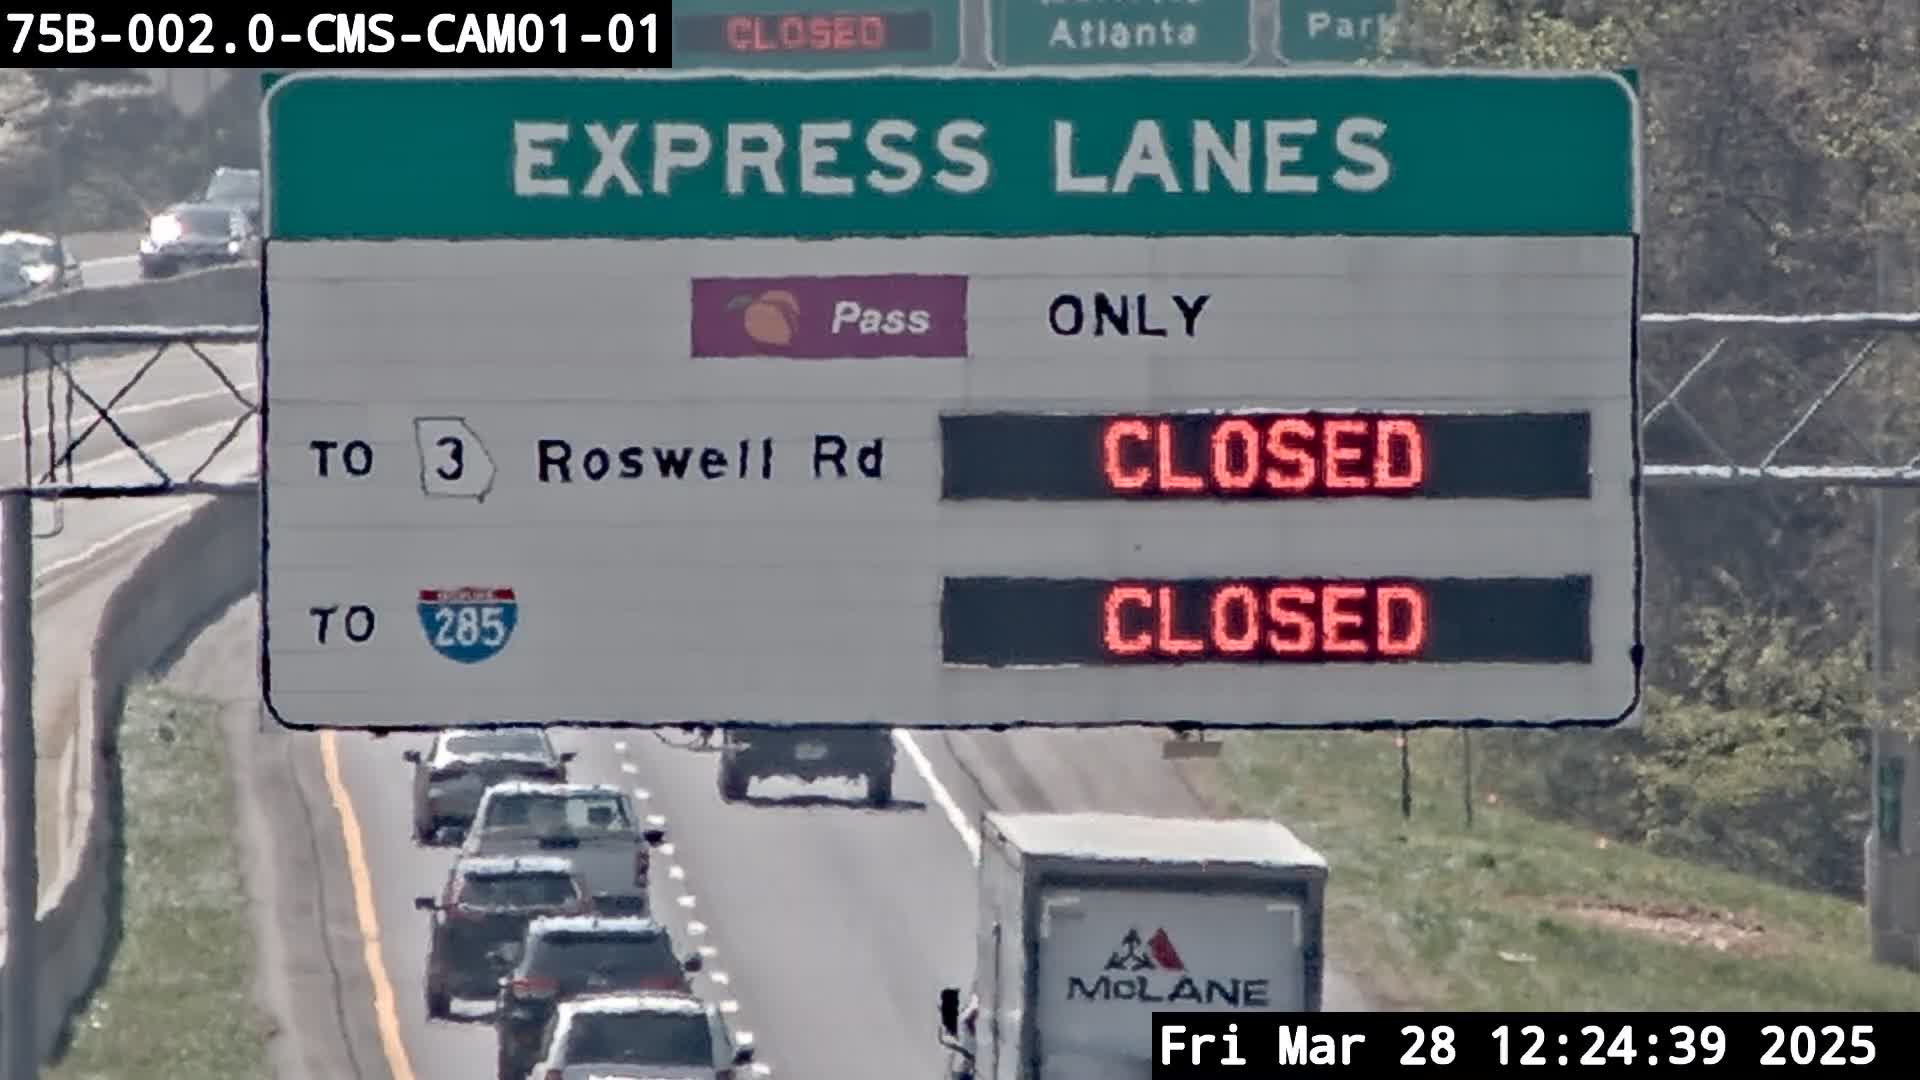 75B-002.0-CMS-CAM01-01
CLOSED
Atlanta
Park
EXPRESS LANES
Pass ONLY
TO 3 Roswell Rd CLOSED
TO 285 CLOSED
McLANE
Fri Mar 28 12:24:39 2025